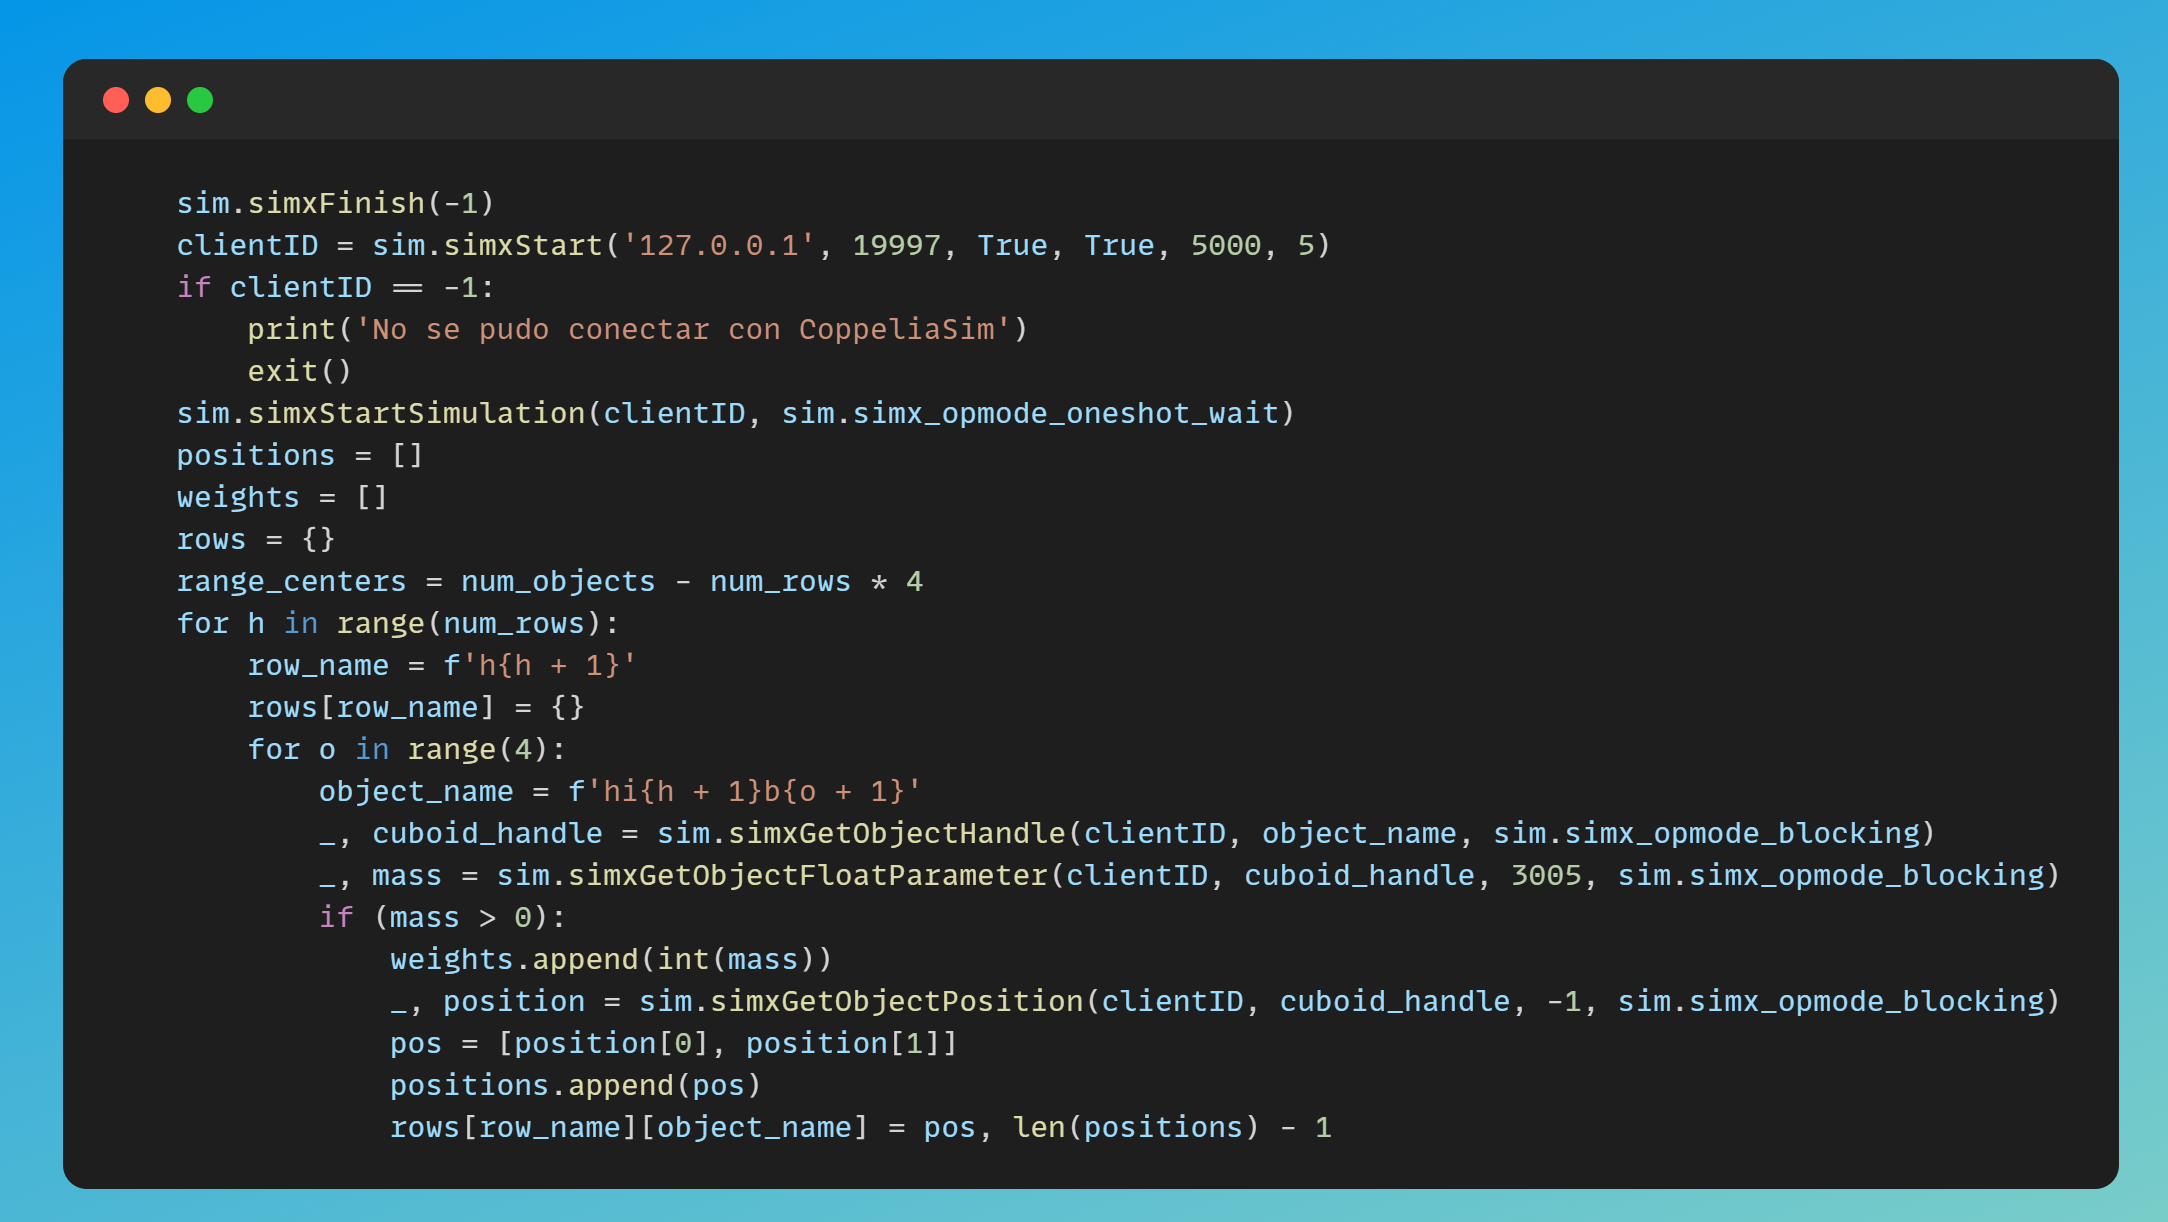 sim.simxFinish(-1)
clientID = sim.simxStart('127.0.0.1', 19997, True, True, 5000, 5)
if clientID == -1:
    print('No se pudo conectar con CoppeliaSim')
    exit()
sim.simxStartSimulation(clientID, sim.simx_opmode_oneshot_wait)
positions = []
weights = []
rows = {}
range_centers = num_objects - num_rows * 4
for h in range(num_rows):
    row_name = f'h{h + 1}'
    rows[row_name] = {}
    for o in range(4):
        object_name = f'hi{h + 1}b{o + 1}'
        _, cuboid_handle = sim.simxGetObjectHandle(clientID, object_name, sim.simx_opmode_blocking)
        _, mass = sim.simxGetObjectFloatParameter(clientID, cuboid_handle, 3005, sim.simx_opmode_blocking)
        if (mass > 0):
            weights.append(int(mass))
            _, position = sim.simxGetObjectPosition(clientID, cuboid_handle, -1, sim.simx_opmode_blocking)
            pos = [position[0], position[1]]
            positions.append(pos)
            rows[row_name][object_name] = pos, len(positions) - 1